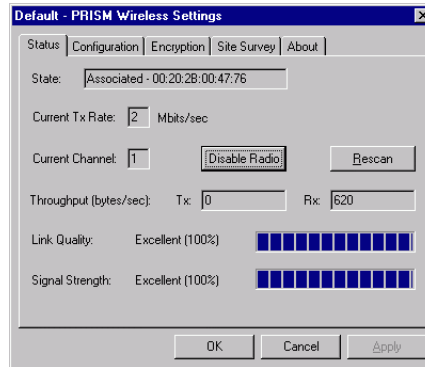 Default - PRISM Wireless Settings
Status Configuration Encryption Site Survey About
State: Associated - 00:20:2B:00:47:76
Current Tx Rate: 2 Mbits/sec
Current Channel: 1 Disable Radio Rescan
Throughput (bytes/sec): Tx: 0 Rx: 620
Link Quality: Excellent (100%)
Signal Strength: Excellent (100%)
OK Cancel Apply